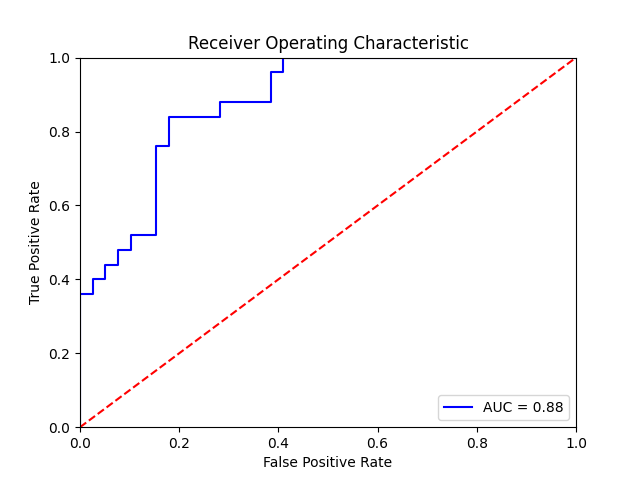 Receiver Operating Characteristic
True Positive Rate
1.0
0.8
0.6
0.4
0.2
0.0
AUC = 0.88
0.0 0.2 0.4 0.6 0.8 1.0
False Positive Rate